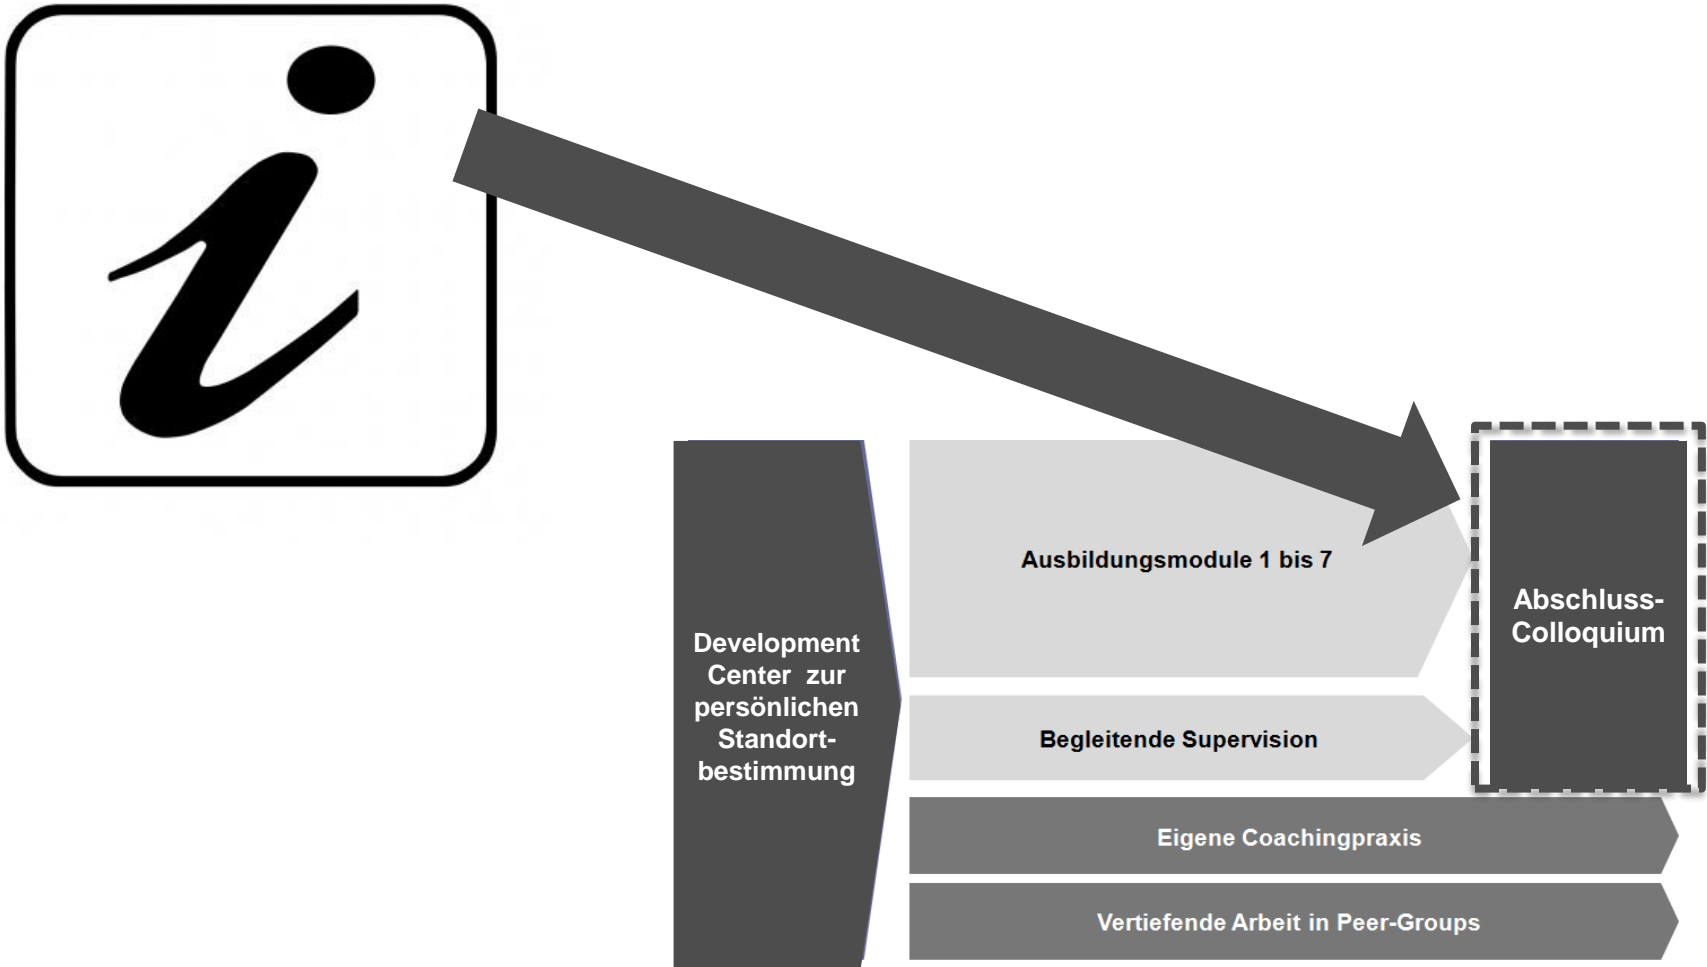 Development
Center zur
persönlichen
Standort-
bestimmung
Ausbildungsmodule 1 bis 7
Begleitende Supervision
Eigene Coachingpraxis
Vertiefende Arbeit in Peer-Groups
Abschluss-
Colloquium